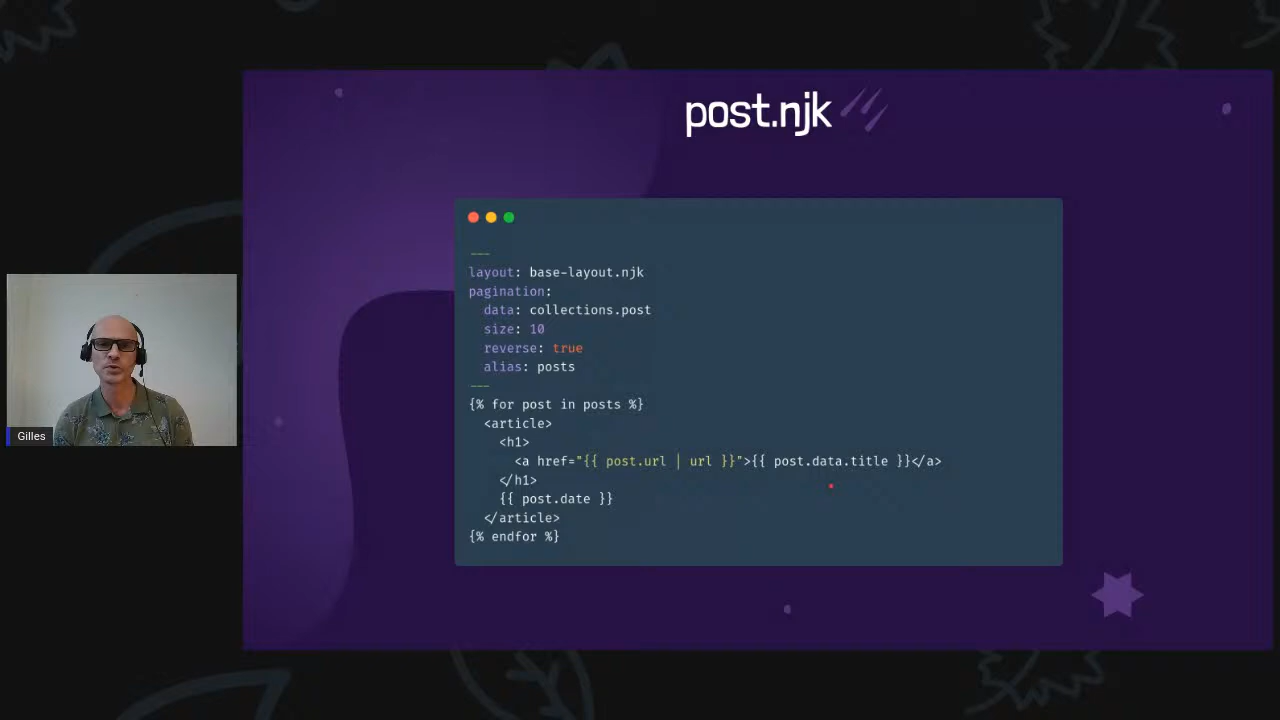 post.njk
---
layout: base-layout.njk
pagination:
  data: collections.post
  size: 10
  reverse: true
  alias: posts
---
{% for post in posts %}
  <article>
    <h1>
      <a href="{{ post.url | url }}">{{ post.data.title }}</a>
    </h1>
    {{ post.date }}
  </article>
{% endfor %}
Gilles